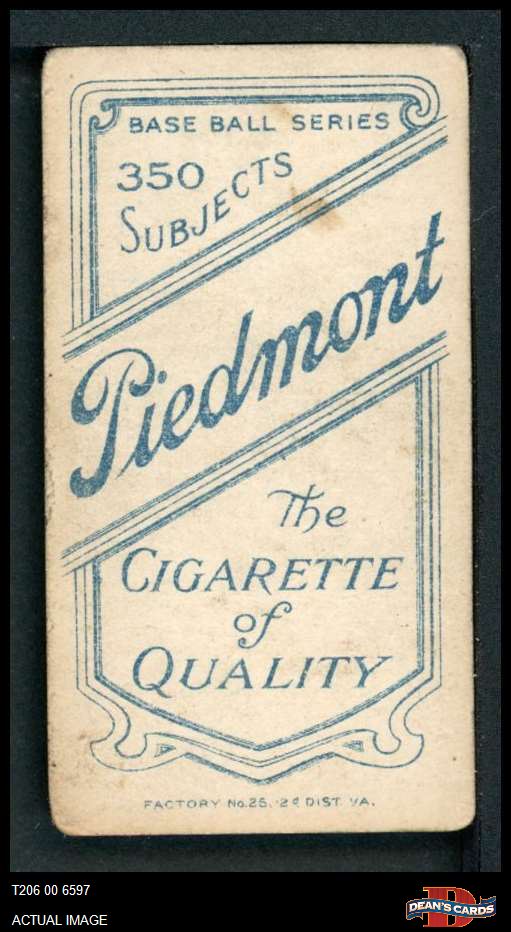 BASE BALL SERIES
350
SUBJECTS
Piedmont
The
CIGARETTE
of
QUALITY
FACTORY No.25, 2d DIST. VA.
T206 00 6597
ACTUAL IMAGE
D
DEAN'S CARDS